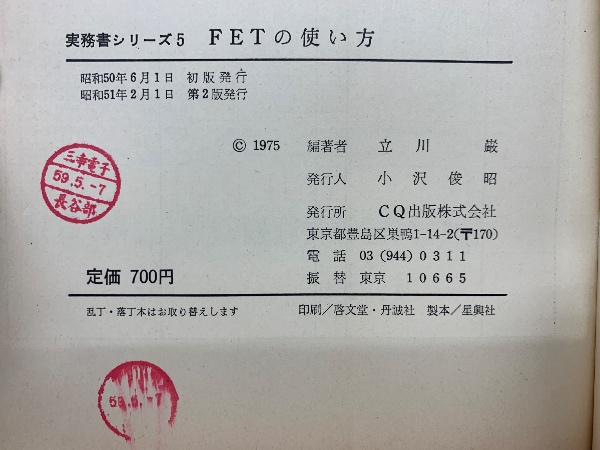 実務書シリーズ5 FETの使い方
昭和50年6月1日 初版発行
昭和51年2月1日 第2版発行
© 1975 編著者 立川 巌
発行人 小沢俊昭
発行所 CQ出版株式会社
東京都豊島区巣鴨1-14-2(〒170)
電話 03(944)0311
振替 東京 10665
定価 700円
乱丁・落丁本はお取り替えします
印刷/啓文堂・丹誠社 製本/星興社
三幸電子
59.5.-7
長谷部
59.5.-7